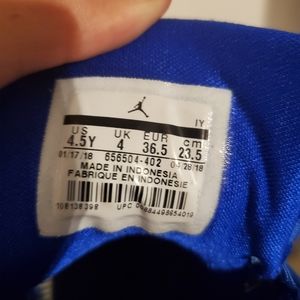 IY
US UK EUR cm
4.5Y 4 36.5 23.5
01/17/18 656504-402 03/28/18
MADE IN INDONESIA
FABRIQUE EN INDONESIE
UPC